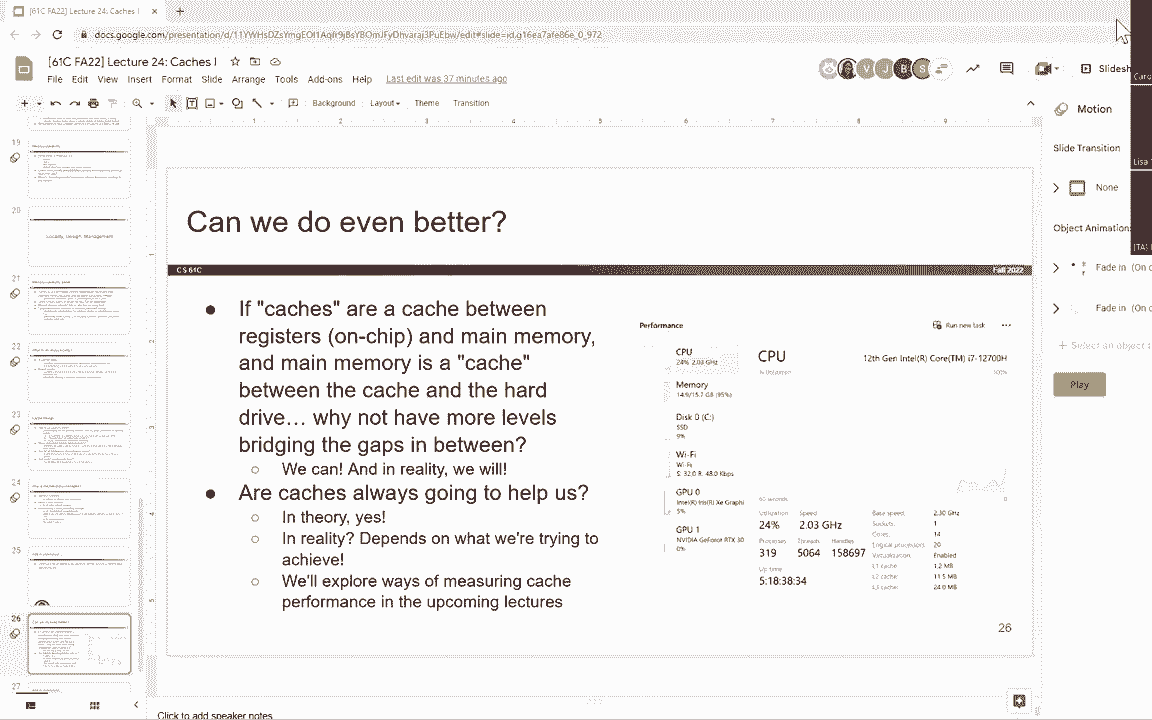 [61C FA22] Lecture 24: Caches I
docs.google.com/presentation/d/11YWHsDZsYmgEOI1Aqfr9jBsYBOmJFyDhvaraj3PuEbw/edit#slide=id.g16ea7afe86e_0_972
[61C FA22] Lecture 24: Caches I
Slidesh
File Edit View Insert Format Slide Arrange Tools Add-ons Help Last edit was 37 minutes ago
Background Layout Theme Transition
Motion
Slide Transition
None
Object Animations
Fade in (On c
Fade in (On c
+ Select an object t
Play
Lisa
[TA]
19
20
Locality, Design, Management
21
22
23
24
25
26
27
Can we do even better?
CS 61C
Fall 2022
● If "caches" are a cache between
registers (on-chip) and main memory,
and main memory is a "cache"
between the cache and the hard
drive… why not have more levels
bridging the gaps in between?
○ We can! And in reality, we will!
● Are caches always going to help us?
○ In theory, yes!
○ In reality? Depends on what we're trying to
achieve!
○ We'll explore ways of measuring cache
performance in the upcoming lectures
Performance
Run new task
CPU
24% 2.03 GHz
Memory
14.9/15.7 GB (95%)
Disk 0 (C:)
SSD
9%
Wi-Fi
Wi-Fi
S: 32.0 R: 48.0 Kbps
GPU 0
Intel(R) Iris(R) Xe Graphi
5%
GPU 1
NVIDIA GeForce RTX 30
0%
CPU
12th Gen Intel(R) Core(TM) i7-12700H
% Utilization
100%
60 seconds
0
Utilization Speed
24% 2.03 GHz
Processes Threads Handles
319 5064 158697
Up time
5:18:38:34
Base speed: 2.30 GHz
Sockets: 1
Cores: 14
Logical processors: 20
Virtualization: Enabled
L1 cache: 1.2 MB
L2 cache: 11.5 MB
L3 cache: 24.0 MB
26
Click to add speaker notes